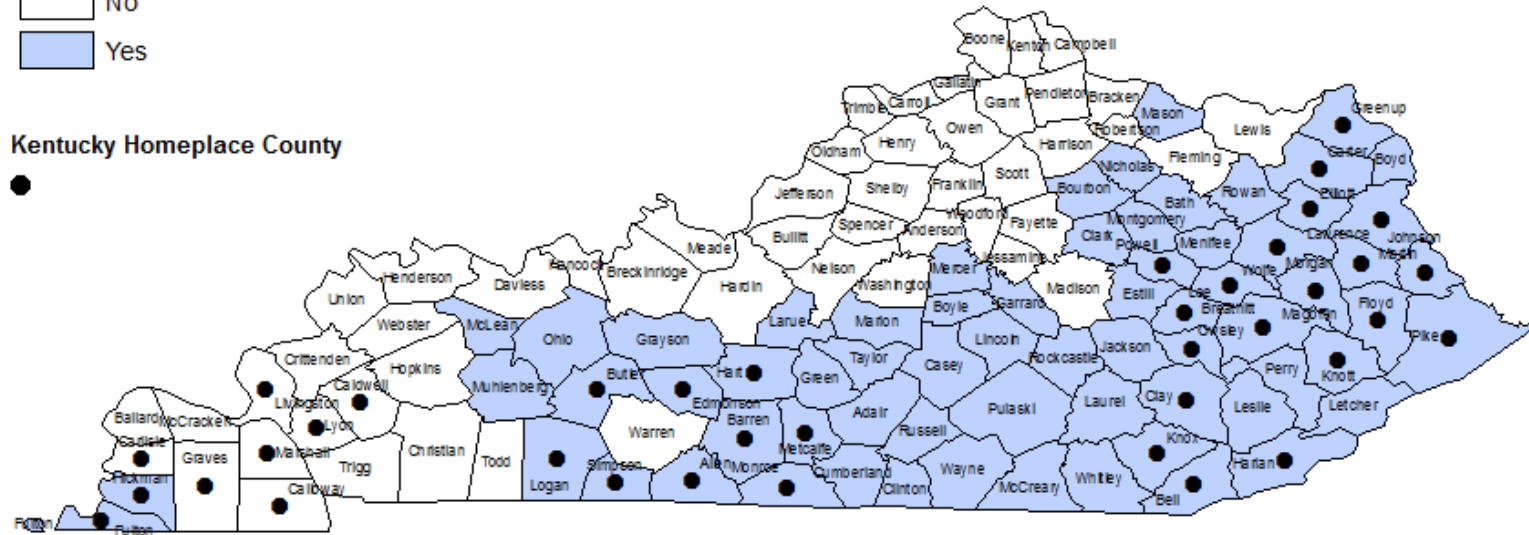 No
Yes
Kentucky Homeplace County
Boone
Kenton
Campbell
Gallatin
Grant
Pendleton
Bracken
Trimble
Carroll
Owen
Mason
Greenup
Lewis
Robertson
Henry
Harrison
Oldham
Fleming
Carter
Boyd
Nicholas
Scott
Franklin
Shelby
Jefferson
Bourbon
Rowan
Elliott
Bath
Woodford
Fayette
Montgomery
Spencer
Anderson
Clark
Lawrence
Bullitt
Powell
Menifee
Johnson
Meade
Martin
Jessamine
Morgan
Hancock
Breckinridge
Nelson
Mercer
Wolfe
Henderson
Daviess
Hardin
Washington
Madison
Estill
Lee
Union
Garrard
Boyle
Floyd
Breathitt
Magoffin
Webster
McLean
Larue
Marion
Owsley
Ohio
Grayson
Lincoln
Pike
Jackson
Crittenden
Taylor
Rockcastle
Casey
Hopkins
Perry
Hart
Butler
Green
Knott
Caldwell
Muhlenberg
Clay
Livingston
Edmonson
Laurel
Leslie
Letcher
Pulaski
Adair
Ballard
McCracken
Barren
Lyon
Russell
Warren
Knox
Carlisle
Metcalfe
Christian
Marshall
Graves
Todd
Harlan
Trigg
Simpson
Allen
Monroe
Cumberland
Wayne
Hickman
Whitley
Logan
Clinton
McCreary
Calloway
Bell
Fulton
Fulton